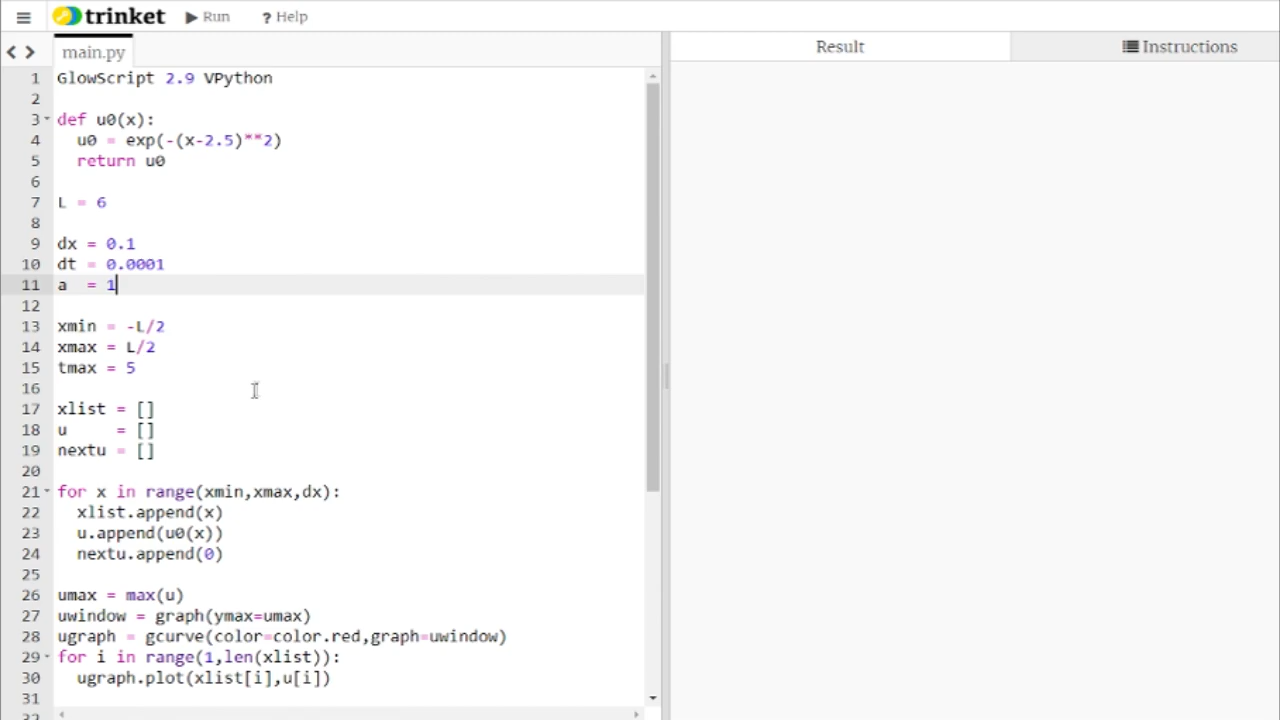 trinket
Run
? Help
main.py
Result
Instructions
1 GlowScript 2.9 VPython
2
3 def u0(x):
4   u0 = exp(-(x-2.5)**2)
5   return u0
6
7 L = 6
8
9 dx = 0.1
10 dt = 0.0001
11 a  = 1
12
13 xmin = -L/2
14 xmax = L/2
15 tmax = 5
16
17 xlist = []
18 u     = []
19 nextu = []
20
21 for x in range(xmin,xmax,dx):
22   xlist.append(x)
23   u.append(u0(x))
24   nextu.append(0)
25
26 umax = max(u)
27 uwindow = graph(ymax=umax)
28 ugraph = gcurve(color=color.red,graph=uwindow)
29 for i in range(1,len(xlist)):
30   ugraph.plot(xlist[i],u[i])
31
32